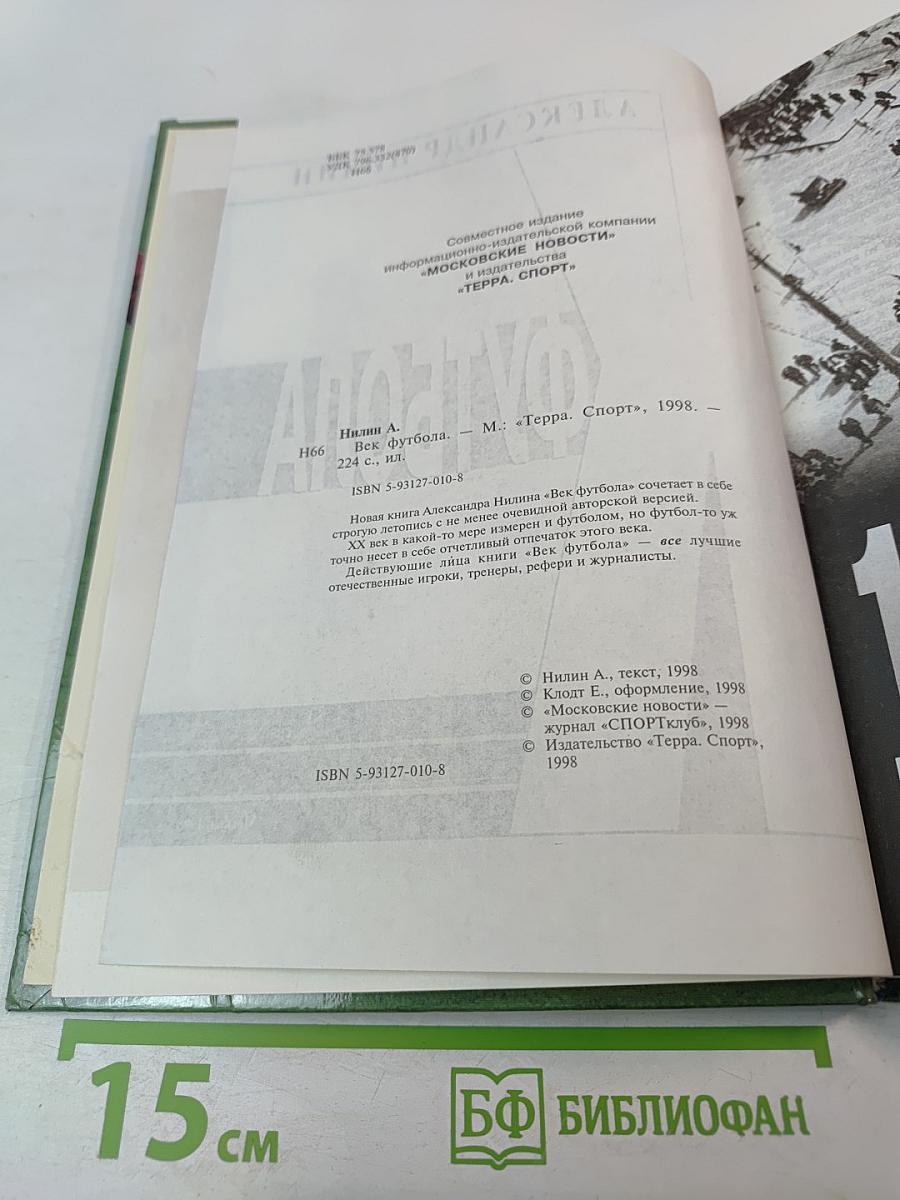 ББК 75.578
УДК 796.332(870)
Н66
Совместное издание
информационно-издательской компании
«МОСКОВСКИЕ НОВОСТИ»
и издательства
«ТЕРРА. СПОРТ»
Нилин А.
Н66 Век футбола. — М.: «Терра. Спорт», 1998. —
224 с., ил.
ISBN 5-93127-010-8
Новая книга Александра Нилина «Век футбола» сочетает в себе
строгую летопись с не менее очевидной авторской версией.
XX век в какой-то мере измерен и футболом, но футбол-то уж
точно несет в себе отчетливый отпечаток этого века.
Действующие ли́ца книги «Век футбола» — все лучшие
отечественные игроки, тренеры, рефери и журналисты.
© Нилин А., текст, 1998
© Клодт Е., оформление, 1998
© «Московские новости» —
журнал «СПОРТклуб», 1998
© Издательство «Терра. Спорт»,
1998
ISBN 5-93127-010-8
15 см
БФ БИБЛИОФАН